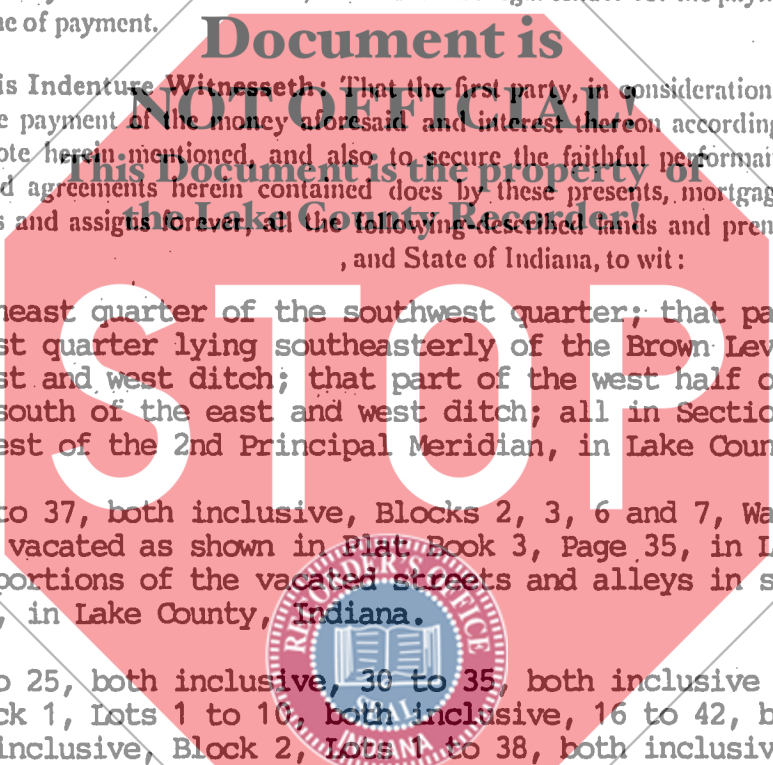 ne of payment.
Document is
is Indenture Witnesseth: That the first party, in consideration
NOT OFFICIAL!
e payment of the money aforesaid and interest thereon according
ote herein mentioned, and also to secure the faithful performan
This Document is the property of
d agreements herein contained does by these presents, mortgag
s and assigns forever, all the following-described lands and prem
the Lake County Recorder!
, and State of Indiana, to wit:
STOP
heast quarter of the southwest quarter; that pa
st quarter lying southeasterly of the Brown Lev
st and west ditch; that part of the west half o
south of the east and west ditch; all in Sectio
est of the 2nd Principal Meridian, in Lake Coun
to 37, both inclusive, Blocks 2, 3, 6 and 7, Wa
vacated as shown in Plat Book 3, Page 35, in L
portions of the vacated streets and alleys in s
, in Lake County, Indiana.
RECORDER'S OFFICE
SEAL
INDIANA
o 25, both inclusive, 30 to 35, both inclusive
ck 1, Lots 1 to 10, both inclusive, 16 to 42, b
inclusive, Block 2, Lots 1 to 38, both inclusiv